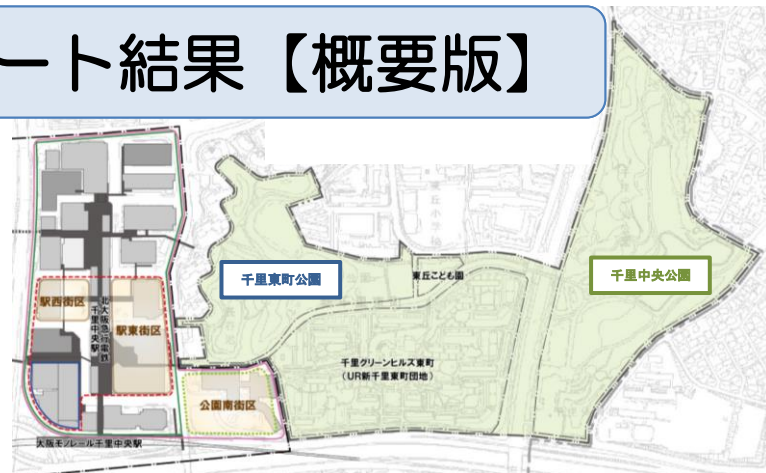 ート結果【概要版】
東丘小学
千里東町公園
東丘こども園
千里中央公園
駅西街区
北大阪急行電鉄
千里中央駅
駅東街区
千里グリーンヒルズ東町
(UR新千里東町団地)
公園南街区
大阪モノレール千里中央駅